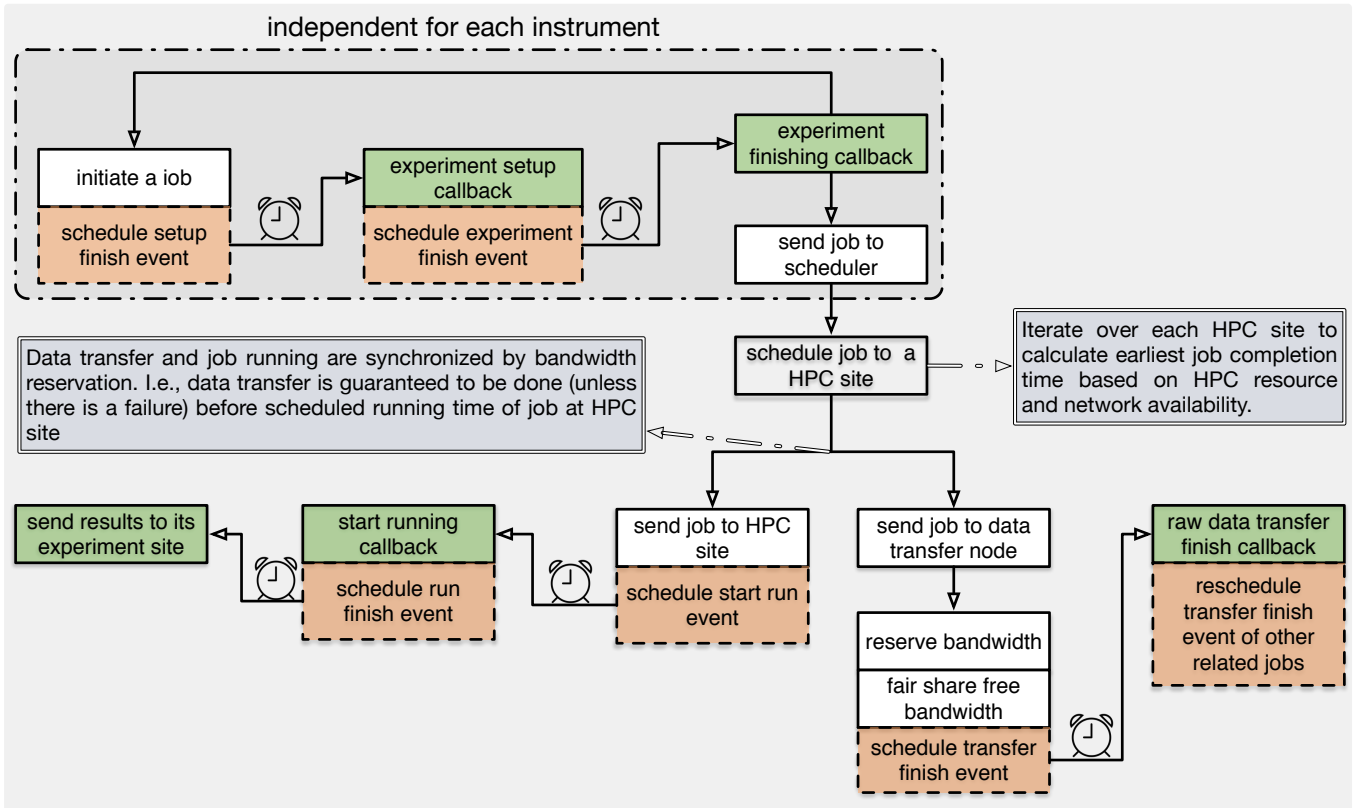 independent for each instrument
experiment
finishing callback
initiate a iob
experiment setup
callback
schedule setup
finish event
schedule experiment
finish event
send job to
scheduler
Data transfer and job running are synchronized by bandwidth
reservation. I.e., data transfer is guaranteed to be done (unless
there is a failure) before scheduled running time of job at HPC
site
schedule job to a
HPC site
Iterate over each HPC site to
calculate earliest job completion
time based on HPC resource
and network availability.
send results to its
experiment site
start running
callback
schedule run
finish event
send job to HPC
site
schedule start run
event
send job to data
transfer node
reserve bandwidth
fair share free
bandwidth
schedule transfer
finish event
raw data transfer
finish callback
reschedule
transfer finish
event of other
related jobs